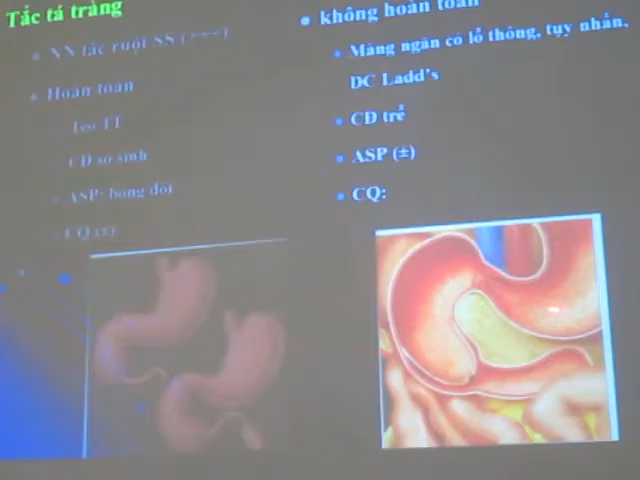 Tắc tá tràng
NN tắc ruột SS (+++)
Hoàn toàn
Teo TT
CĐ sơ sinh
ASP: bóng đôi
CQ (±)
không hoàn toàn
Màng ngăn có lỗ thông, tụy nhẫn,
DC Ladd's
CĐ trễ
ASP (±)
CQ: